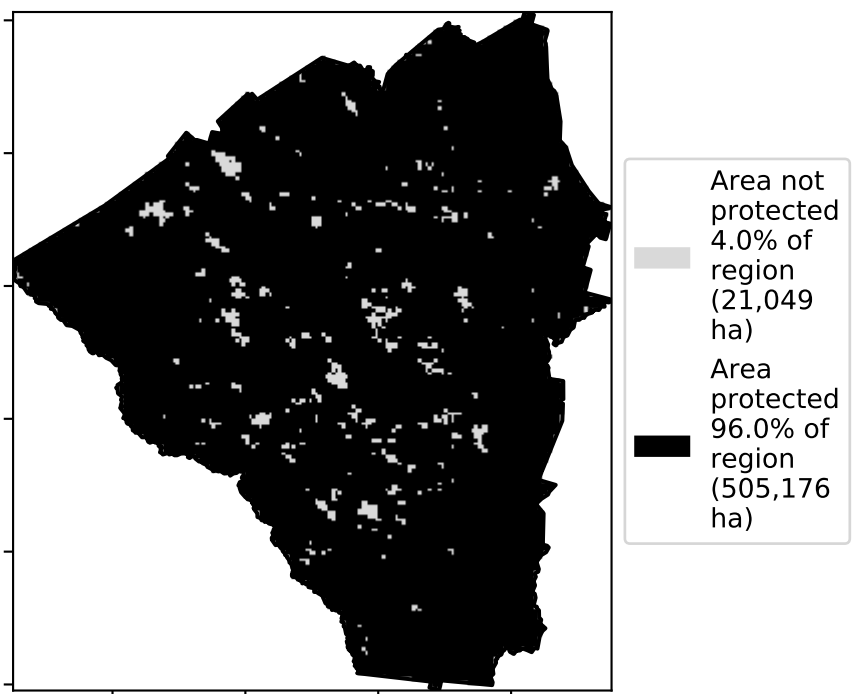 Area not
protected
4.0% of
region
(21,049
ha)
Area
protected
96.0% of
region
(505,176
ha)